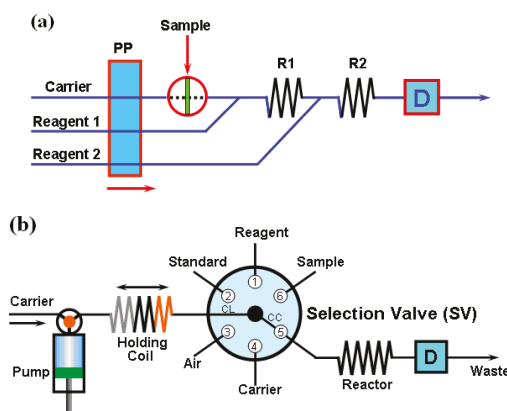 (a)
PP
Sample
Carrier
R1
R2
D
Reagent 1
Reagent 2
(b)
Reagent
Standard
Sample
1
2
6
Carrier
CL
CC
Selection Valve (SV)
3
5
Holding
Coil
4
Air
D
Waste
Pump
Carrier
Reactor